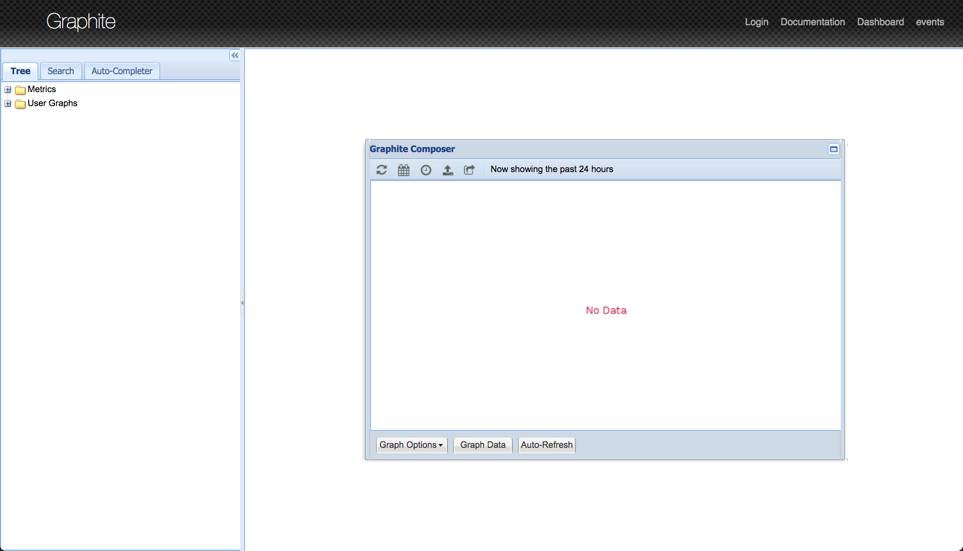 Graphite
Login Documentation Dashboard events
Tree Search Auto-Completer
Metrics
User Graphs
Graphite Composer
Now showing the past 24 hours
No Data
Graph Options Graph Data Auto-Refresh